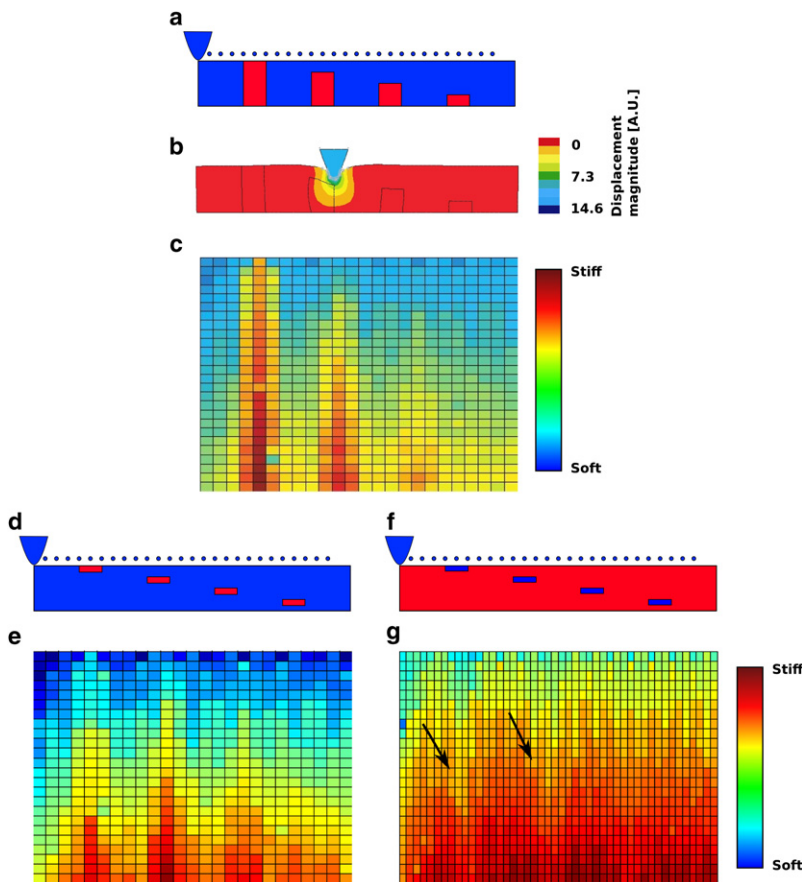 a
b
0
7.3
14.6
Displacement
magnitude [A.U.]
c
Stiff
Soft
d
f
e
g
Stiff
Soft